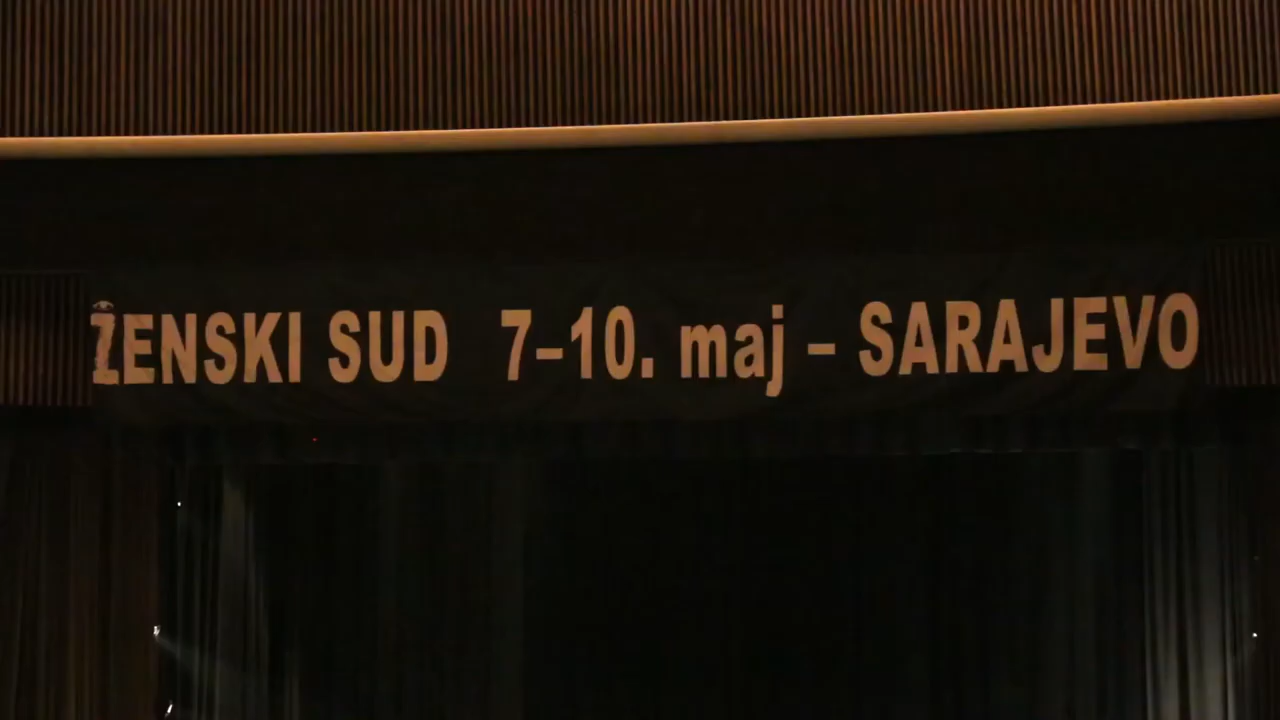 ŽENSKI SUD 7–10. maj – SARAJEVO